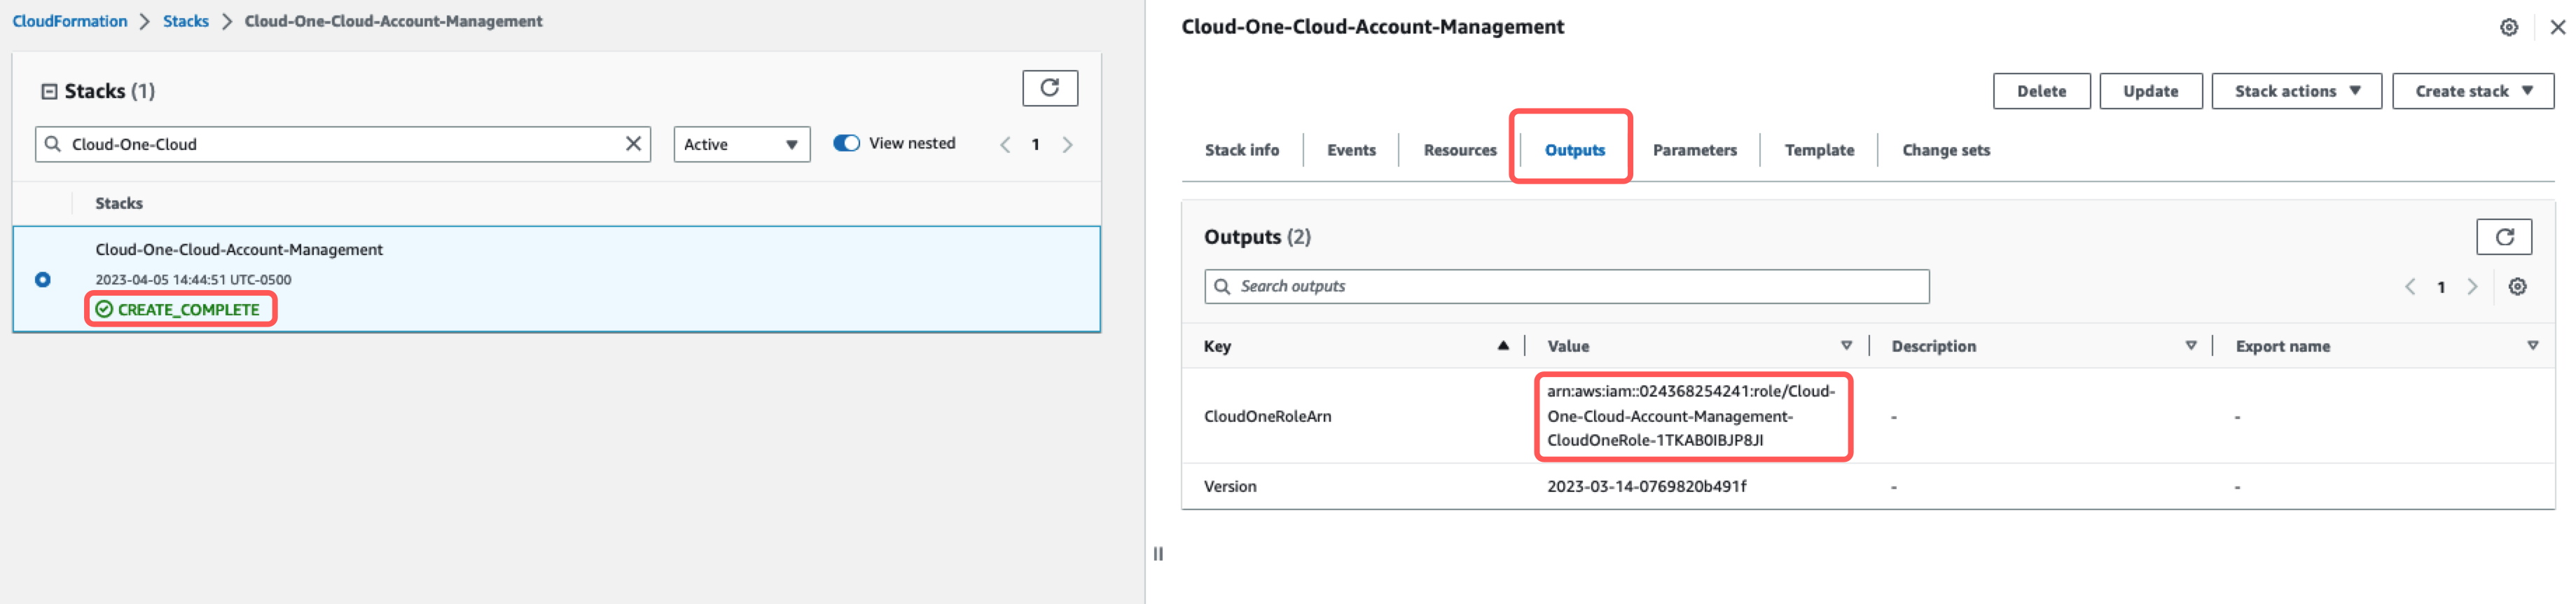 CloudFormation > Stacks > Cloud-One-Cloud-Account-Management
Stacks (1)
Cloud-One-Cloud
Active
View nested
1
Stacks
Cloud-One-Cloud-Account-Management
2023-04-05 14:44:51 UTC-0500
CREATE_COMPLETE
Cloud-One-Cloud-Account-Management
Delete Update Stack actions Create stack
Stack info Events Resources Outputs Parameters Template Change sets
Outputs (2)
Search outputs
1
Key Value Description Export name
CloudOneRoleArn
arn:aws:iam::024368254241:role/Cloud-
One-Cloud-Account-Management-
CloudOneRole-1TKAB0IBJP8JI
- -
Version 2023-03-14-0769820b491f - -